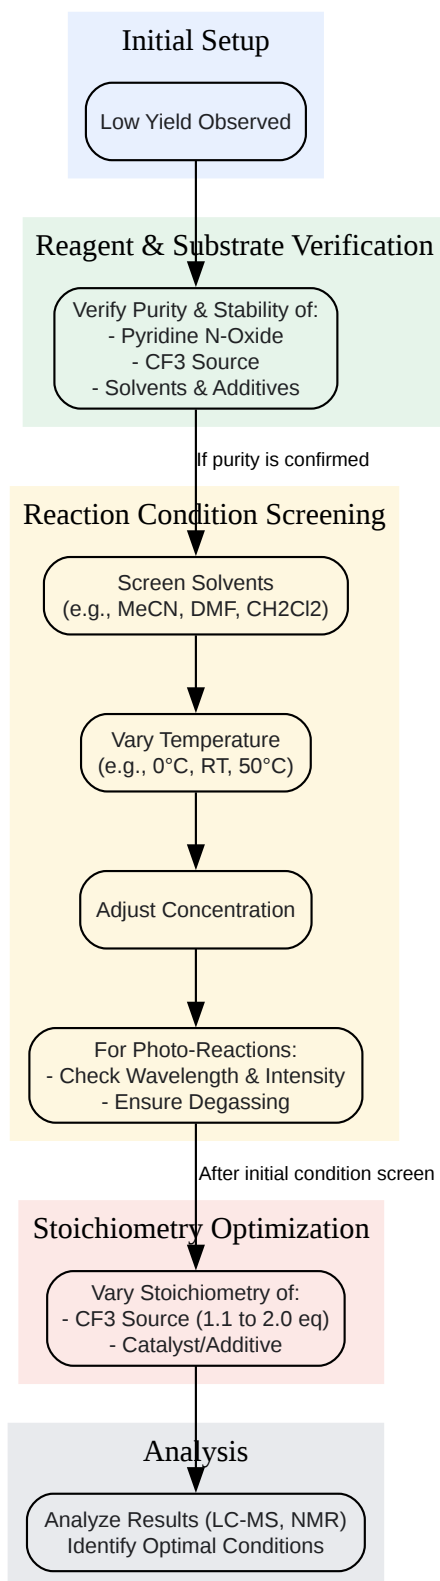 Initial Setup
Low Yield Observed
Reagent & Substrate Verification
Verify Purity & Stability of:
- Pyridine N-Oxide
- CF3 Source
- Solvents & Additives
If purity is confirmed
Reaction Condition Screening
Screen Solvents
(e.g., MeCN, DMF, CH2Cl2)
Vary Temperature
(e.g., 0°C, RT, 50°C)
Adjust Concentration
For Photo-Reactions:
- Check Wavelength & Intensity
- Ensure Degassing
After initial condition screen
Stoichiometry Optimization
Vary Stoichiometry of:
- CF3 Source (1.1 to 2.0 eq)
- Catalyst/Additive
Analysis
Analyze Results (LC-MS, NMR)
Identify Optimal Conditions